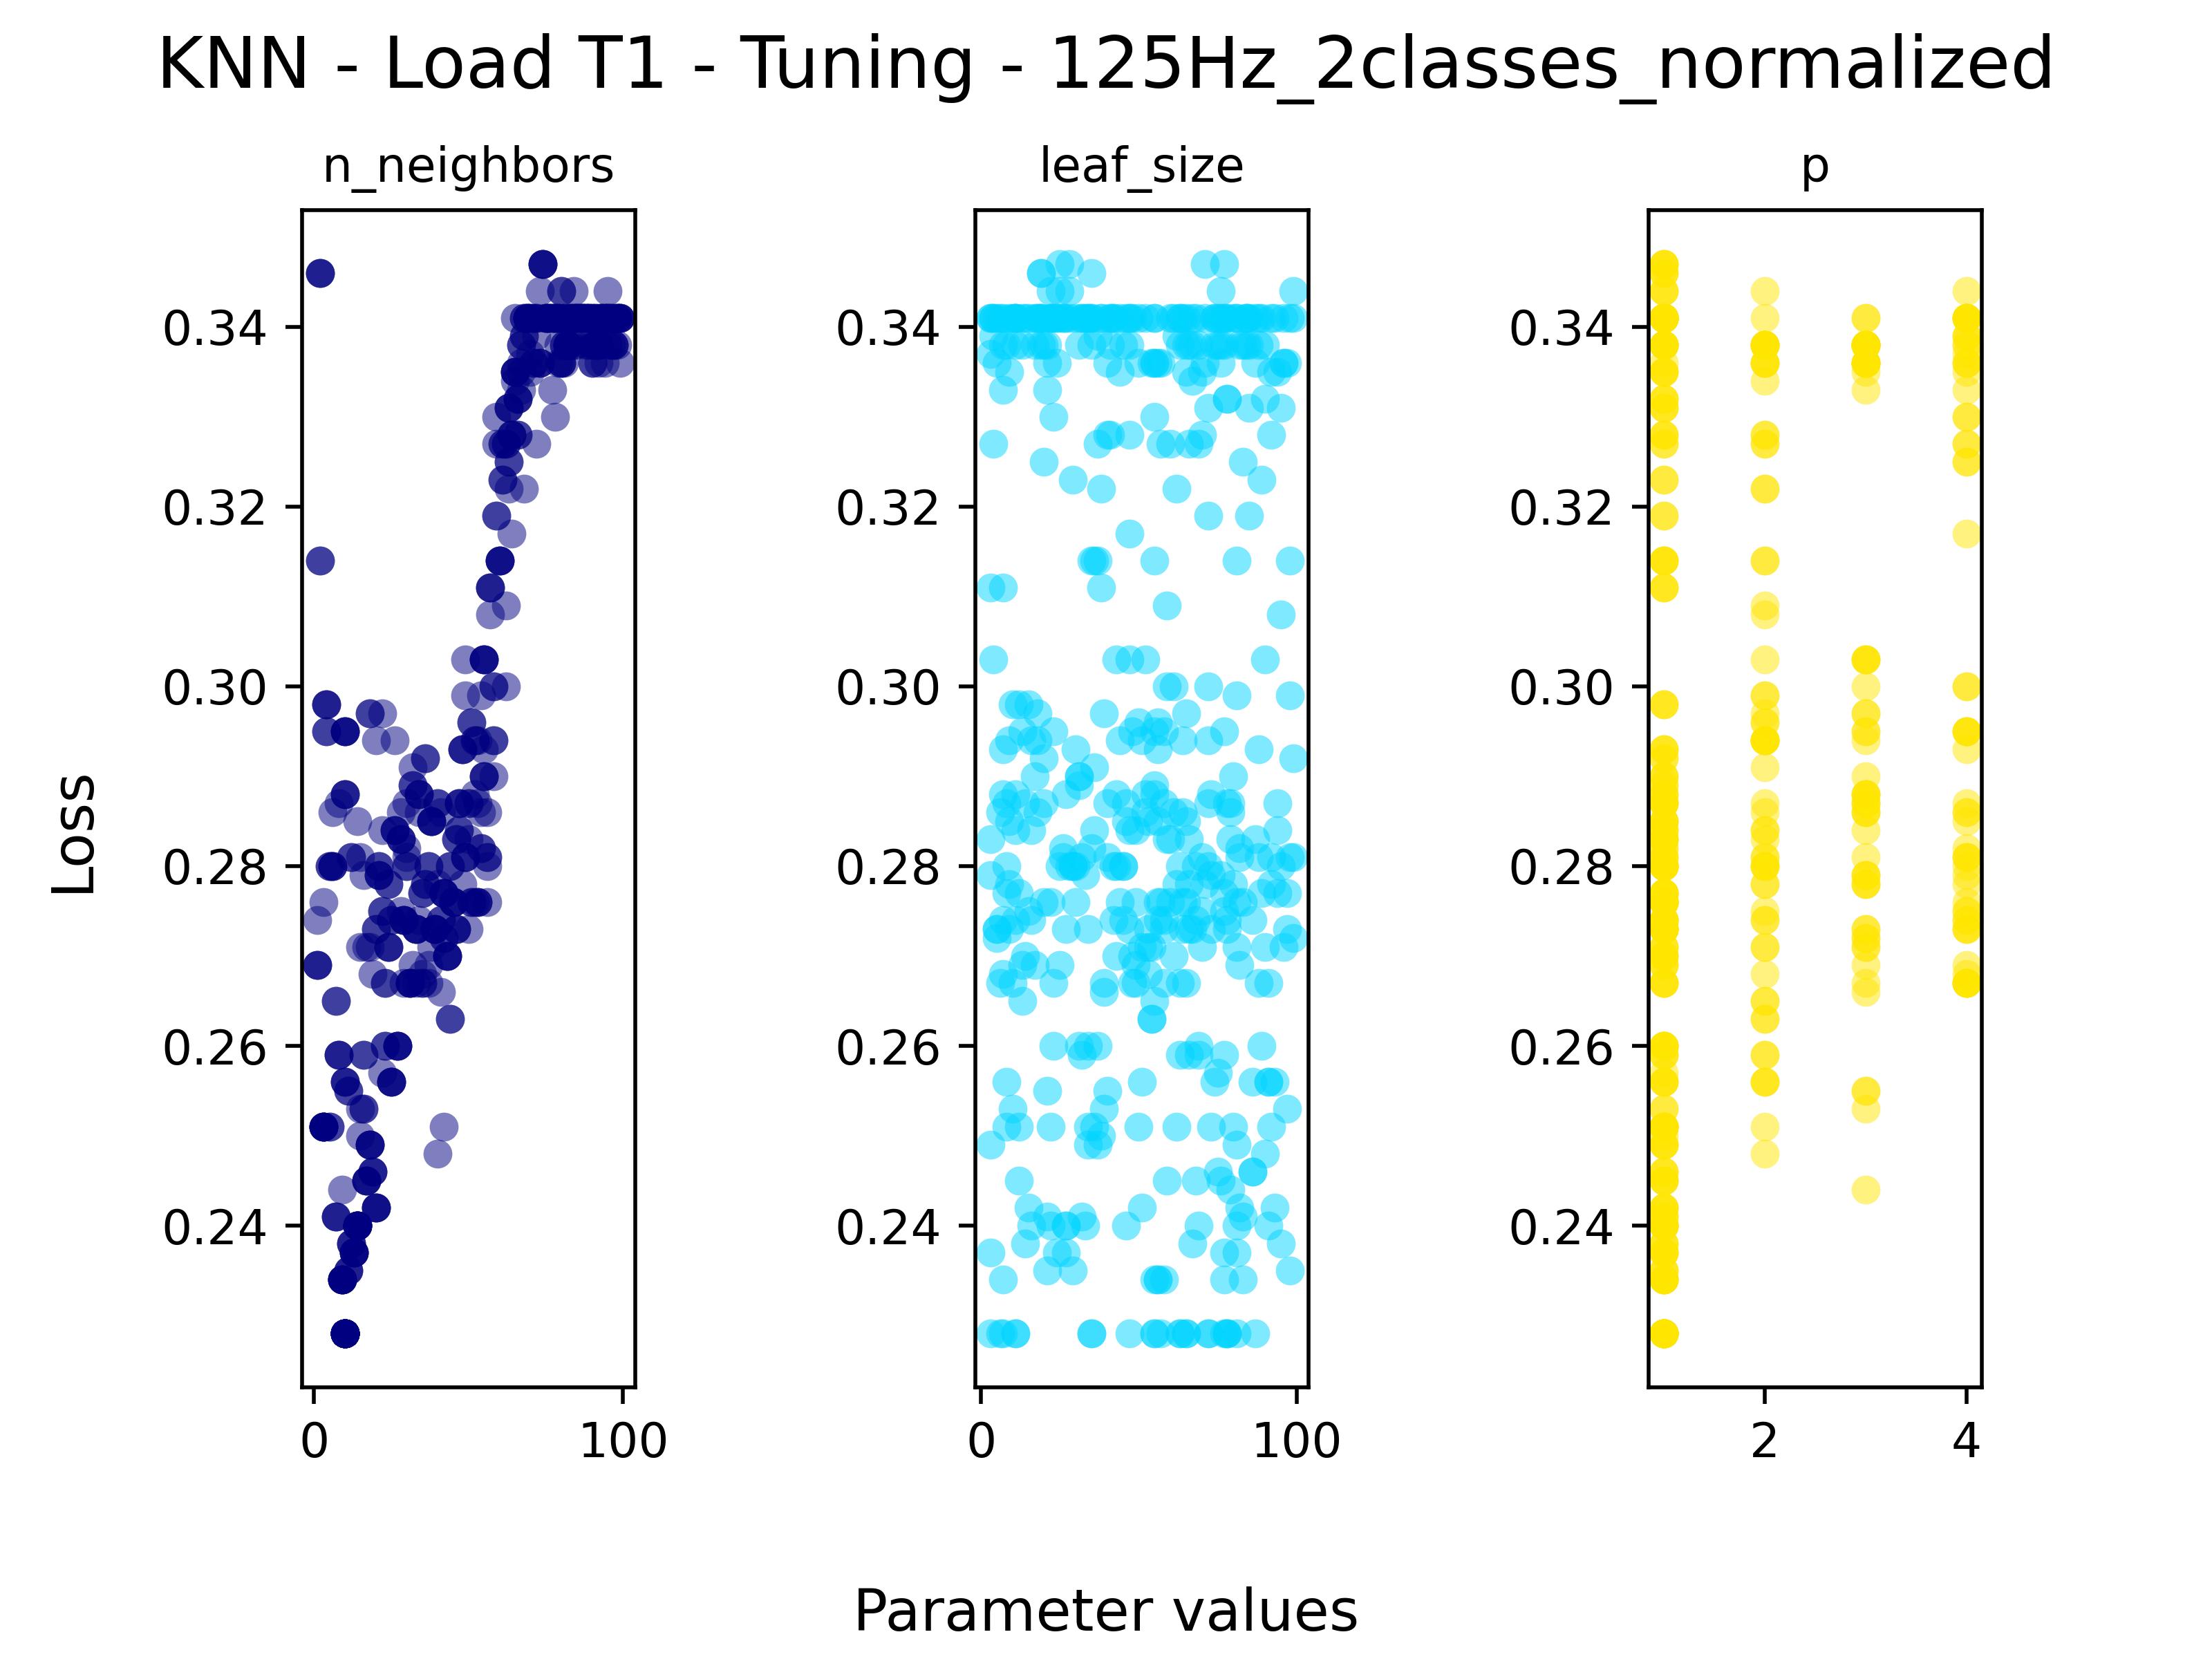 KNN - Load T1 - Tuning - 125Hz_2classes_normalized
n_neighbors leaf_size p
0.34 0.34 0.34
0.32 0.32 0.32
0.30 0.30 0.30
0.28 0.28 0.28
0.26 0.26 0.26
0.24 0.24 0.24
Loss
0 100 0 100 2 4
Parameter values